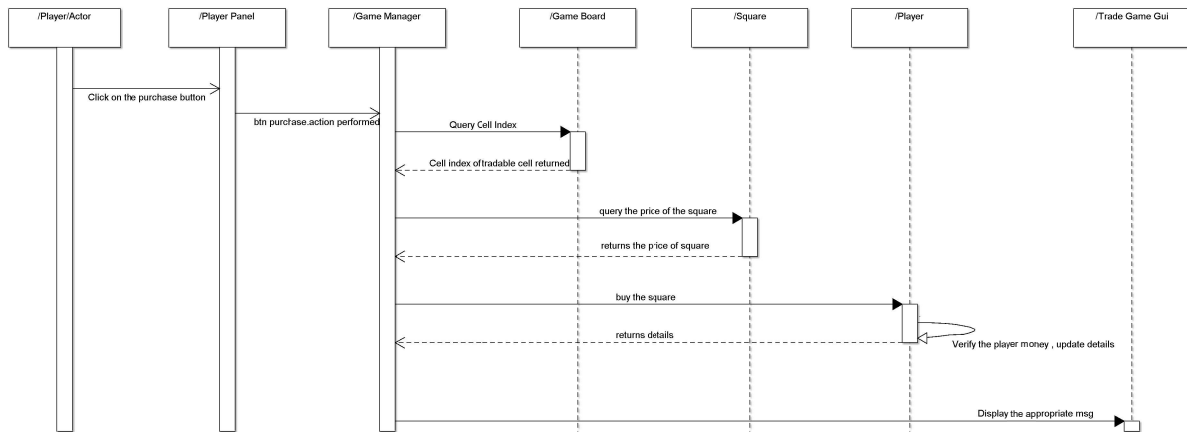 /Player/Actor
/Player Panel
/Game Manager
/Game Board
/Square
/Player
/Trade Game Gui
Click on the purchase button
btn purchase.action performed
Query Cell Index
Cell index of tradable cell returned
query the price of the square
returns the price of square
buy the square
returns details
Verify the player money , update details
Display the appropriate msg